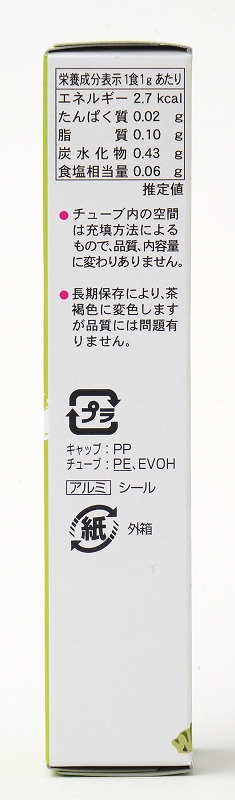 栄養成分表示 1食1g あたり
エネルギー 2.7 kcal
たんぱく質 0.02 g
脂質 0.10 g
炭水化物 0.43 g
食塩相当量 0.06 g
推定値
● チューブ内の空間
は充填方法による
もので、品質、内容量
に変わりありません。
● 長期保存により、茶
褐色に変色します
が品質には問題有
りません。
プラ
キャップ：PP
チューブ：PE、EVOH
アルミ シール
紙 外箱